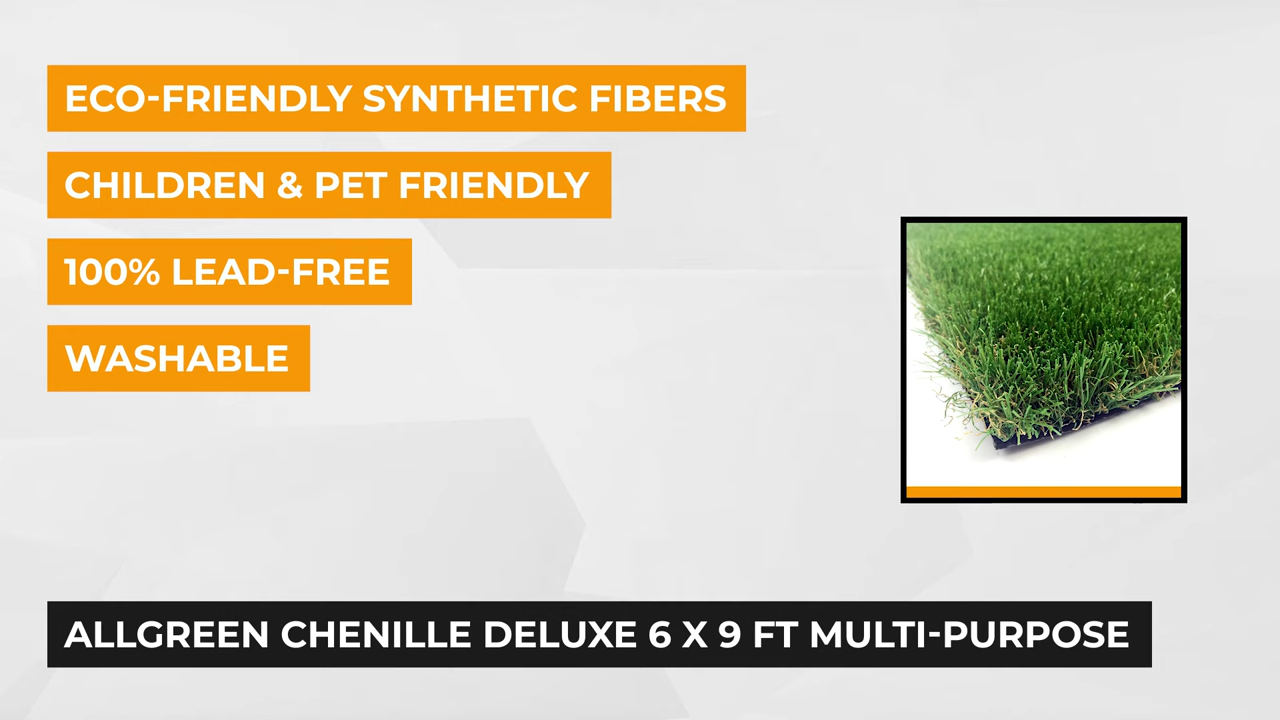 ECO-FRIENDLY SYNTHETIC FIBERS
CHILDREN & PET FRIENDLY
100% LEAD-FREE
WASHABLE
ALLGREEN CHENILLE DELUXE 6 X 9 FT MULTI-PURPOSE